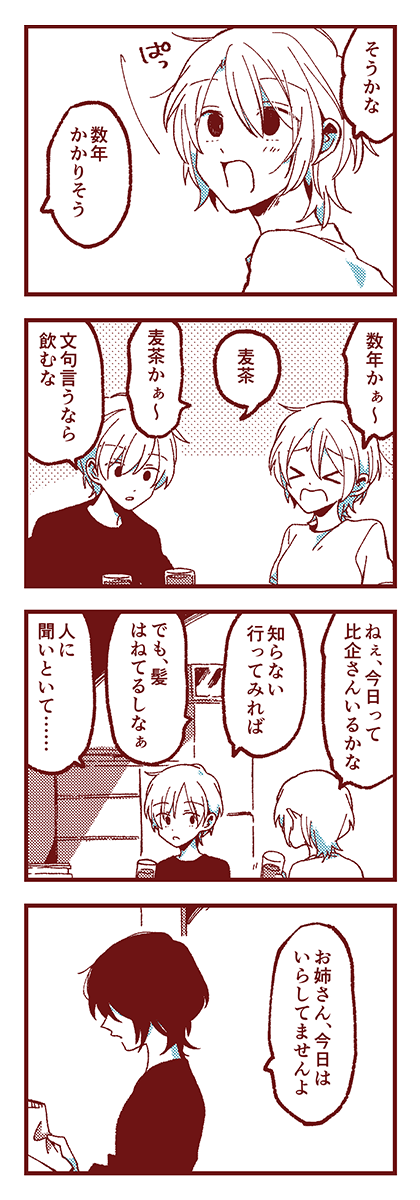 そうかな
ぱっ
数年
かかりそう
数年かぁ〜
麦茶
麦茶かぁ〜
文句言うなら
飲むな
ねぇ、今日って
比企さんいるかな
知らない
行ってみれば
でも、髪
はねてるしなぁ
人に
聞いといて……
お姉さん、今日は
いらしてませんよ